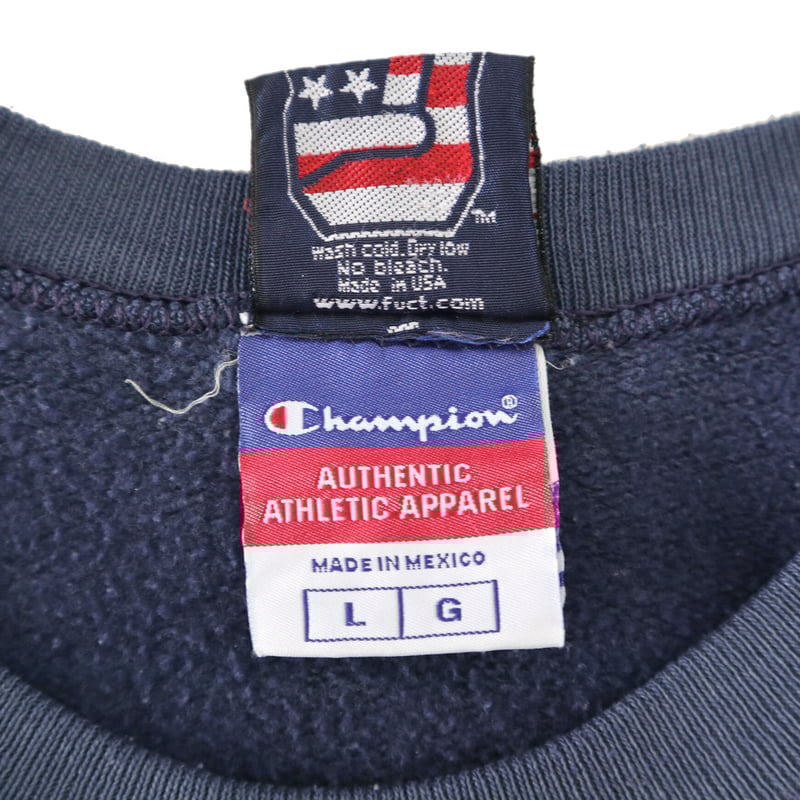 TM
Wash cold. Dry low
No bleach.
Made in USA
www.fuct.com
Champion®
AUTHENTIC
ATHLETIC APPAREL
MADE IN MEXICO
L G